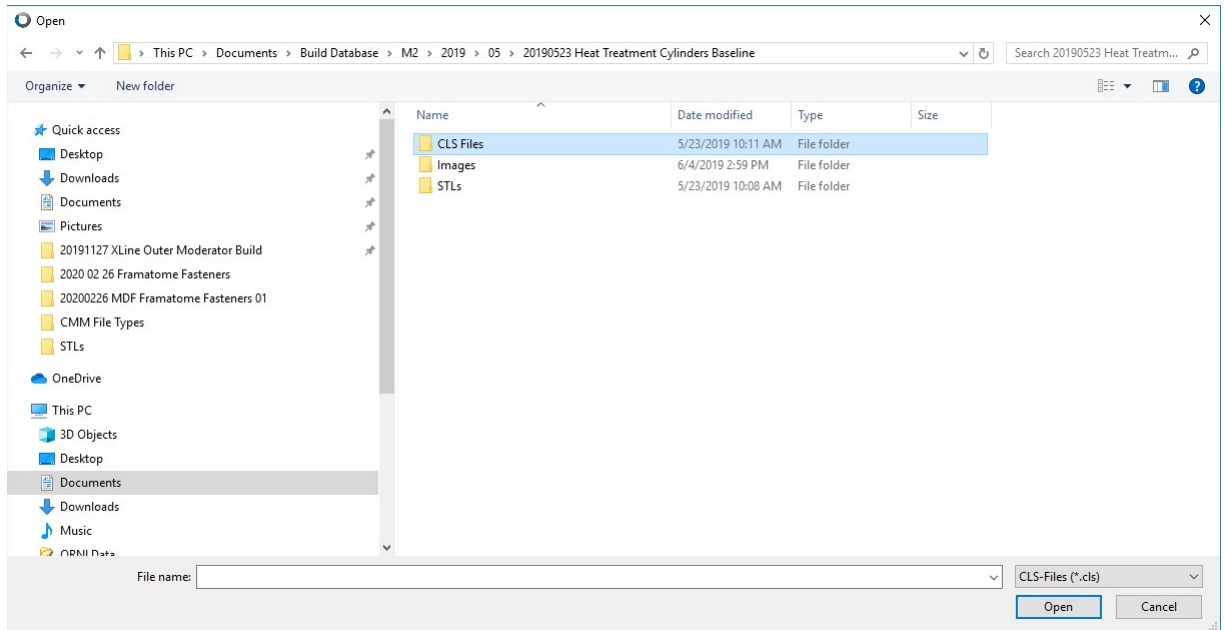 Open
This PC > Documents > Build Database > M2 > 2019 > 05 > 20190523 Heat Treatment Cylinders Baseline
Search 20190523 Heat Treatm...
Organize New folder
Name Date modified Type Size
Quick access
Desktop
Downloads
Documents
Pictures
20191127 XLine Outer Moderator Build
2020 02 26 Framatome Fasteners
20200226 MDF Framatome Fasteners 01
CMM File Types
STLs
OneDrive
This PC
3D Objects
Desktop
Documents
Downloads
Music
ORNL Data
CLS Files 5/23/2019 10:11 AM File folder
Images 6/4/2019 2:59 PM File folder
STLs 5/23/2019 10:08 AM File folder
File name:
CLS-Files (*.cls)
Open Cancel